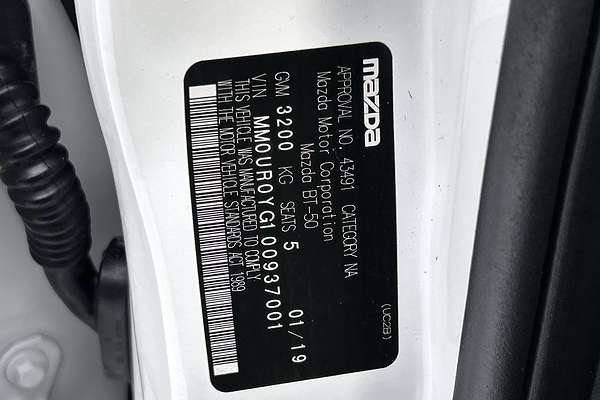 mazda
(UC2B)
APPROVAL NO. 43491 CATEGORY NA
Mazda Motor Corporation
Mazda BT-50
01/19
GVM 3200 KG SEATS 5
VIN MM0UR0YG100937001
THIS VEHICLE WAS MANUFACTURED TO COMPLY
WITH THE MOTOR VEHICLE STANDARDS ACT 1989